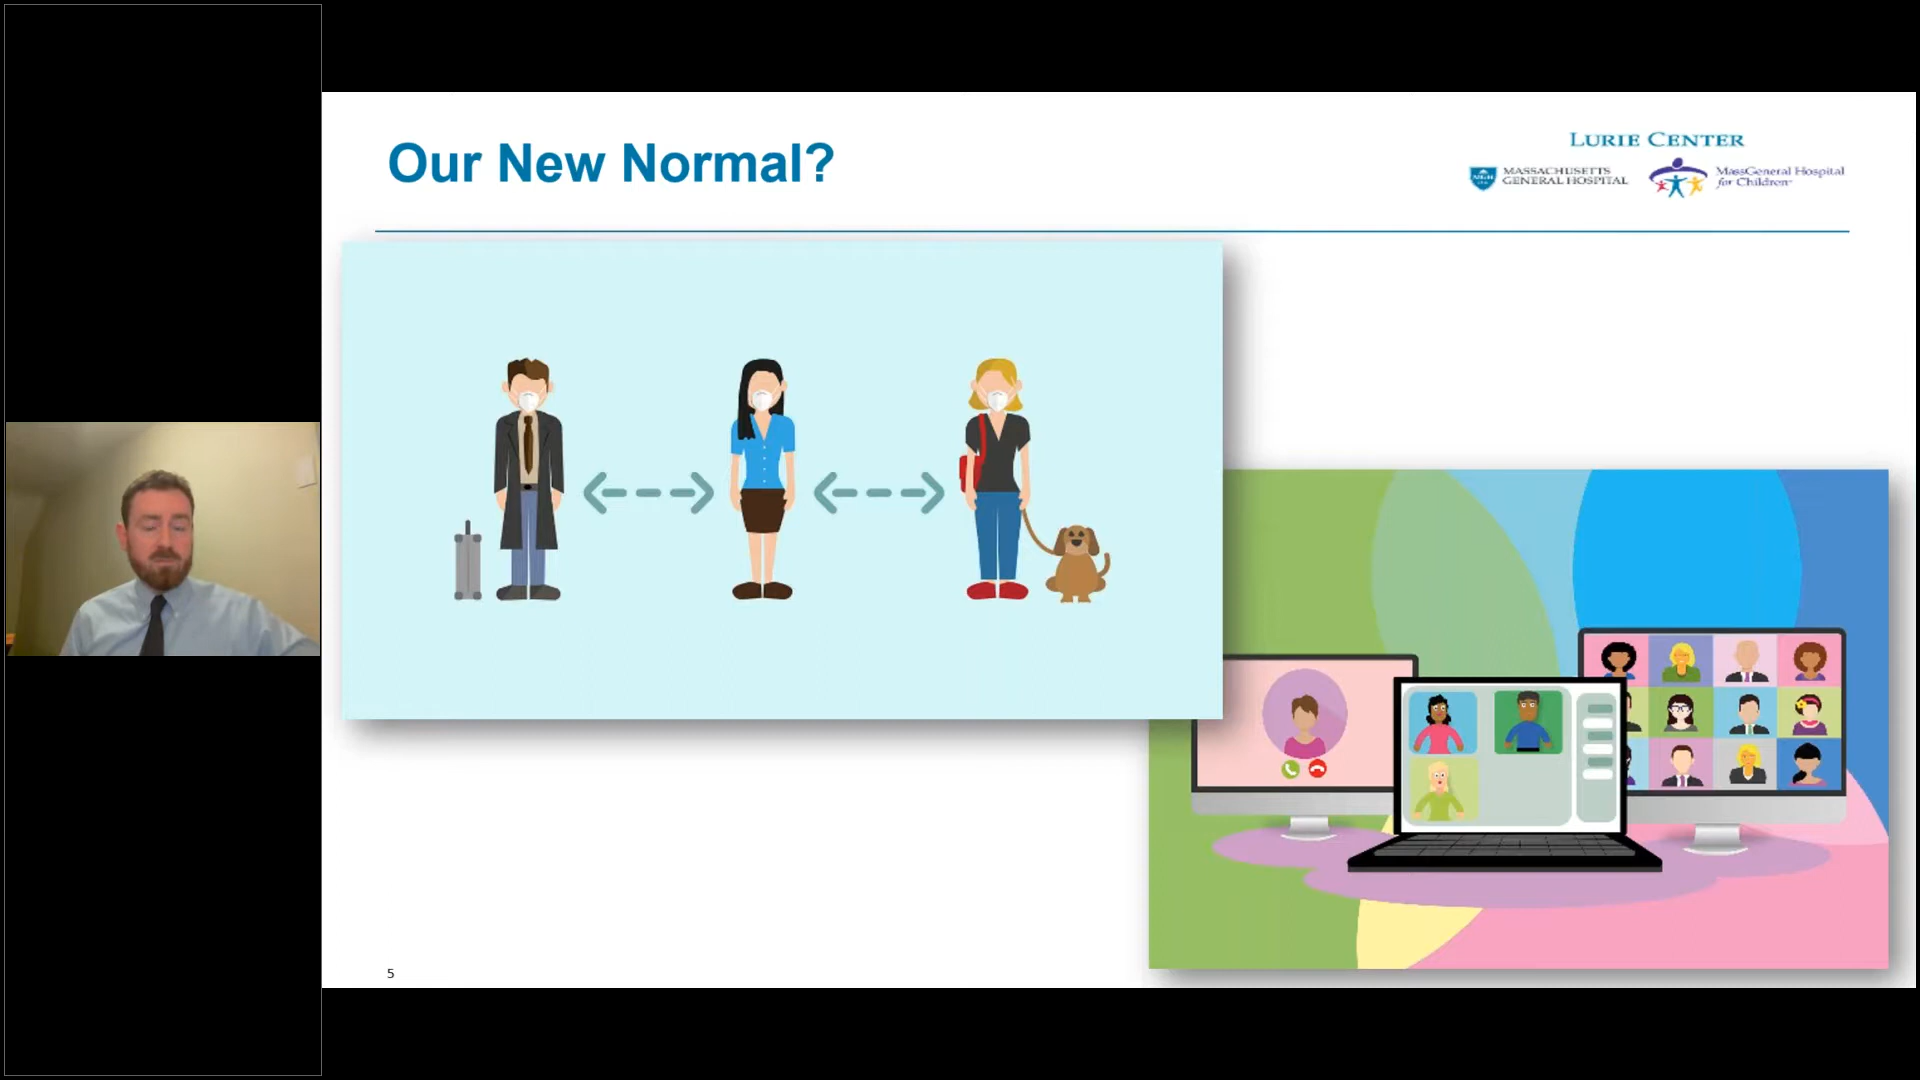 Our New Normal?
LURIE CENTER
MASSACHUSETTS
GENERAL HOSPITAL
MassGeneral Hospital
for Children
5